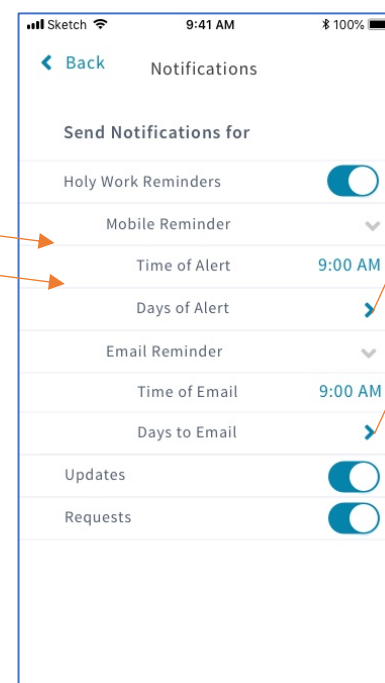 Sketch 9:41 AM 100%
Back Notifications
Send Notifications for
Holy Work Reminders
Mobile Reminder
Time of Alert 9:00 AM
Days of Alert
Email Reminder
Time of Email 9:00 AM
Days to Email
Updates
Requests